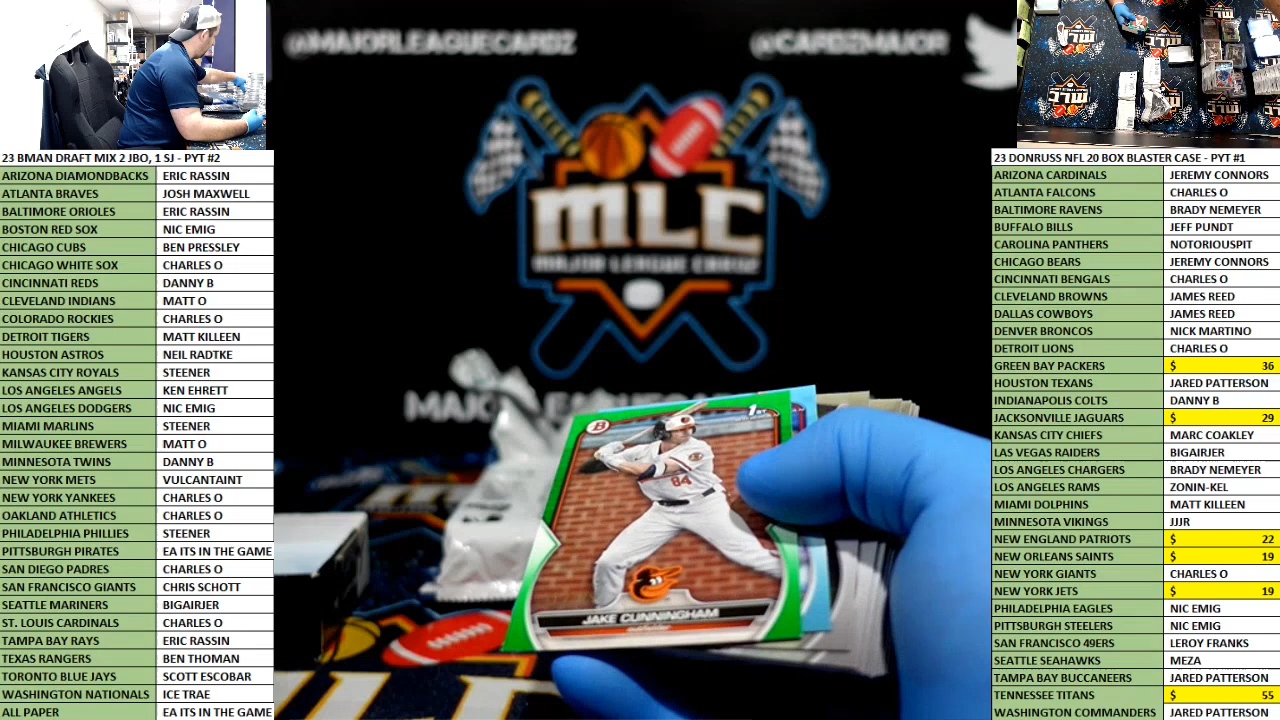 @MAJORLEAGUECARDZ
@CARDZMAJOR
MLC
MAJOR LEAGUE CARDZ
23 BMAN DRAFT MIX 2 JBO, 1 SJ - PYT #2
ARIZONA DIAMONDBACKS ERIC RASSIN
ATLANTA BRAVES JOSH MAXWELL
BALTIMORE ORIOLES ERIC RASSIN
BOSTON RED SOX NIC EMIG
CHICAGO CUBS BEN PRESSLEY
CHICAGO WHITE SOX CHARLES O
CINCINNATI REDS DANNY B
CLEVELAND INDIANS MATT O
COLORADO ROCKIES CHARLES O
DETROIT TIGERS MATT KILLEEN
HOUSTON ASTROS NEIL RADTKE
KANSAS CITY ROYALS STEENER
LOS ANGELES ANGELS KEN EHRETT
LOS ANGELES DODGERS NIC EMIG
MIAMI MARLINS STEENER
MILWAUKEE BREWERS MATT O
MINNESOTA TWINS DANNY B
NEW YORK METS VULCANTAINT
NEW YORK YANKEES CHARLES O
OAKLAND ATHLETICS CHARLES O
PHILADELPHIA PHILLIES STEENER
PITTSBURGH PIRATES EA ITS IN THE GAME
SAN DIEGO PADRES CHARLES O
SAN FRANCISCO GIANTS CHRIS SCHOTT
SEATTLE MARINERS BIGAIRJER
ST. LOUIS CARDINALS CHARLES O
TAMPA BAY RAYS ERIC RASSIN
TEXAS RANGERS BEN THOMAN
TORONTO BLUE JAYS SCOTT ESCOBAR
WASHINGTON NATIONALS ICE TRAE
ALL PAPER EA ITS IN THE GAME
B
1st
84
JAKE CUNNINGHAM
23 DONRUSS NFL 20 BOX BLASTER CASE - PYT #1
ARIZONA CARDINALS JEREMY CONNORS
ATLANTA FALCONS CHARLES O
BALTIMORE RAVENS BRADY NEMEYER
BUFFALO BILLS JEFF PUNDT
CAROLINA PANTHERS NOTORIOUSPIT
CHICAGO BEARS JEREMY CONNORS
CINCINNATI BENGALS CHARLES O
CLEVELAND BROWNS JAMES REED
DALLAS COWBOYS JAMES REED
DENVER BRONCOS NICK MARTINO
DETROIT LIONS CHARLES O
GREEN BAY PACKERS $ 36
HOUSTON TEXANS JARED PATTERSON
INDIANAPOLIS COLTS DANNY B
JACKSONVILLE JAGUARS $ 29
KANSAS CITY CHIEFS MARC COAKLEY
LAS VEGAS RAIDERS BIGAIRJER
LOS ANGELES CHARGERS BRADY NEMEYER
LOS ANGELES RAMS ZONIN-KEL
MIAMI DOLPHINS MATT KILLEEN
MINNESOTA VIKINGS JJJR
NEW ENGLAND PATRIOTS $ 22
NEW ORLEANS SAINTS $ 19
NEW YORK GIANTS CHARLES O
NEW YORK JETS $ 19
PHILADELPHIA EAGLES NIC EMIG
PITTSBURGH STEELERS NIC EMIG
SAN FRANCISCO 49ERS LEROY FRANKS
SEATTLE SEAHAWKS MEZA
TAMPA BAY BUCCANEERS JARED PATTERSON
TENNESSEE TITANS $ 55
WASHINGTON COMMANDERS JARED PATTERSON